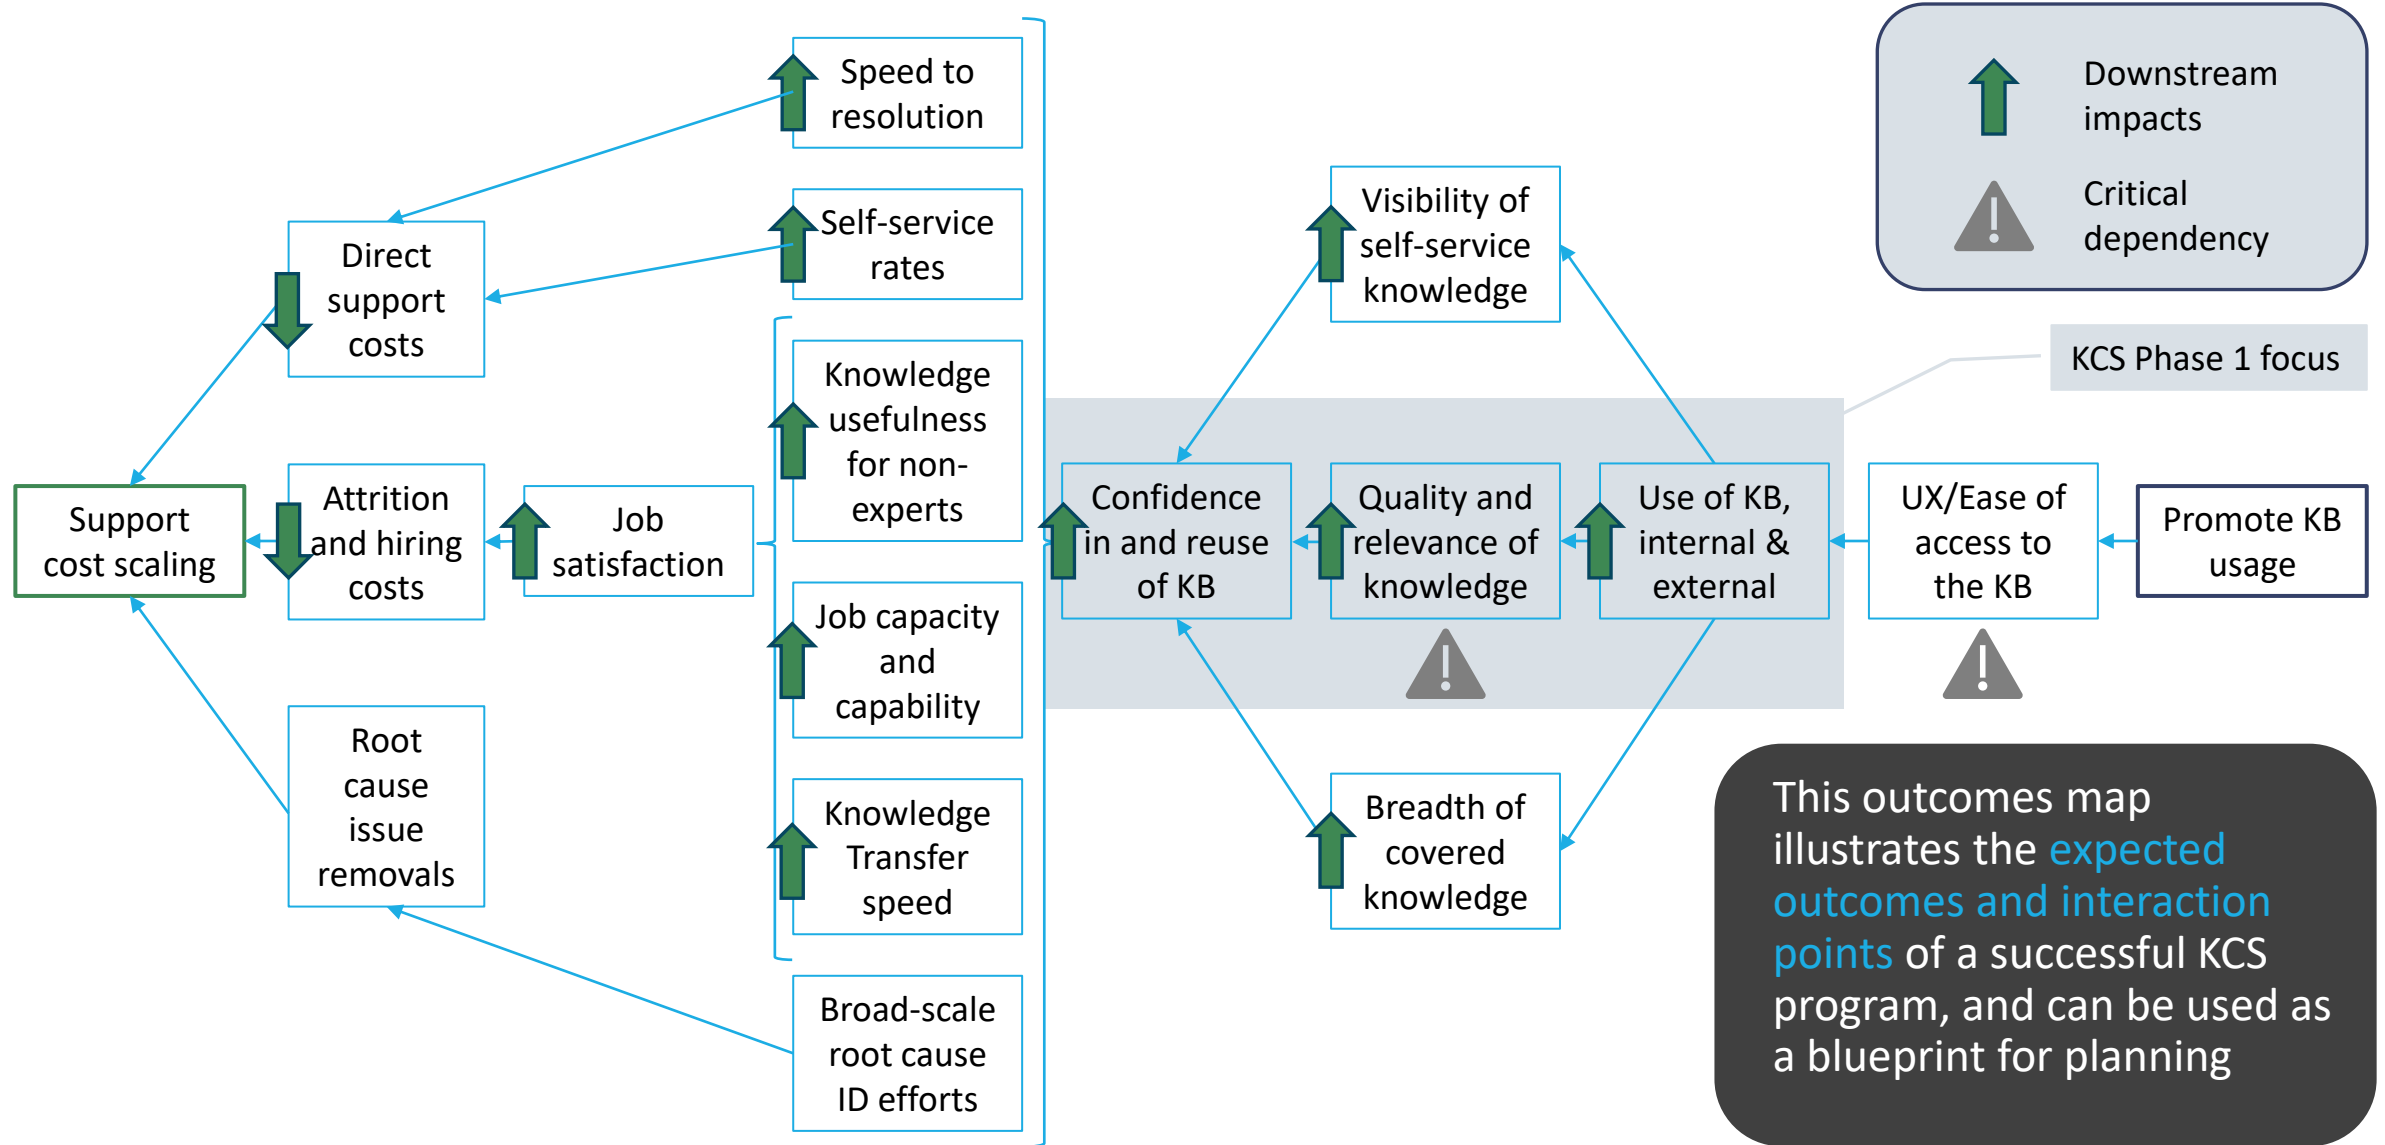 Speed to
resolution
Self-service
rates
Knowledge
usefulness
for non-
experts
Job capacity
and
capability
Knowledge
Transfer
speed
Broad-scale
root cause
ID efforts
Direct
support
costs
Attrition
and hiring
costs
Root
cause
issue
removals
Support
cost scaling
Job
satisfaction
Visibility of
self-service
knowledge
Confidence
in and reuse
of KB
Quality and
relevance of
knowledge
Use of KB,
internal &
external
Breadth of
covered
knowledge
UX/Ease of
access to
the KB
Promote KB
usage
Downstream
impacts
Critical
dependency
KCS Phase 1 focus
This outcomes map
illustrates the expected
outcomes and interaction
points of a successful KCS
program, and can be used as
a blueprint for planning